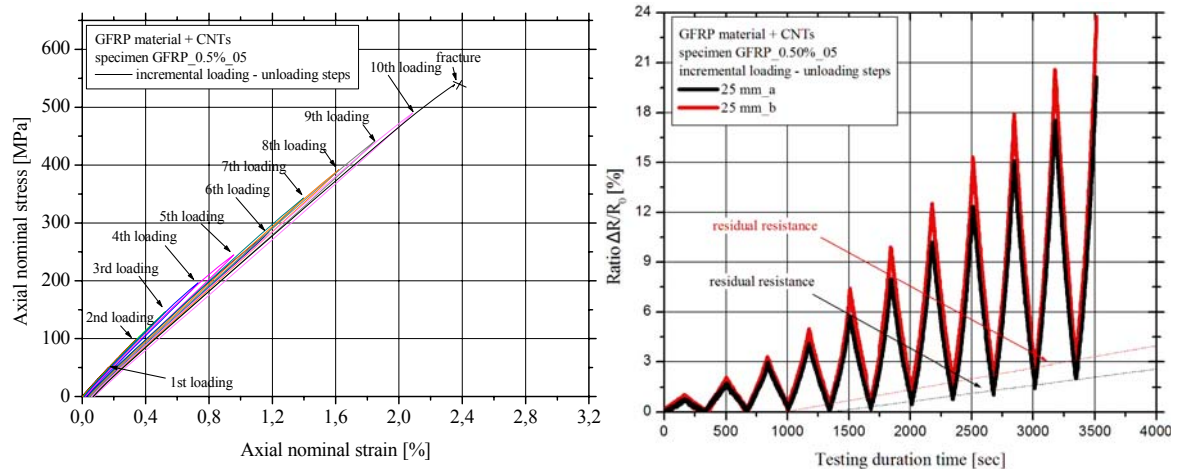 GFRP material + CNTs
specimen GFRP_0.5%_05
incremental loading - unloading steps
fracture
10th loading
9th loading
8th loading
7th loading
6th loading
5th loading
4th loading
3rd loading
2nd loading
1st loading
600
500
400
300
200
100
0
0,0 0,4 0,8 1,2 1,6 2,0 2,4 2,8 3,2
Axial nominal stress [MPa]
Axial nominal strain [%]
GFRP material + CNTs
specimen GFRP_0.50%_05
incremental loading - unloading steps
25 mm_a
25 mm_b
residual resistance
residual resistance
24
21
18
15
12
9
6
3
0
0 500 1000 1500 2000 2500 3000 3500 4000
Ratio ΔR/R0 [%]
Testing duration time [sec]